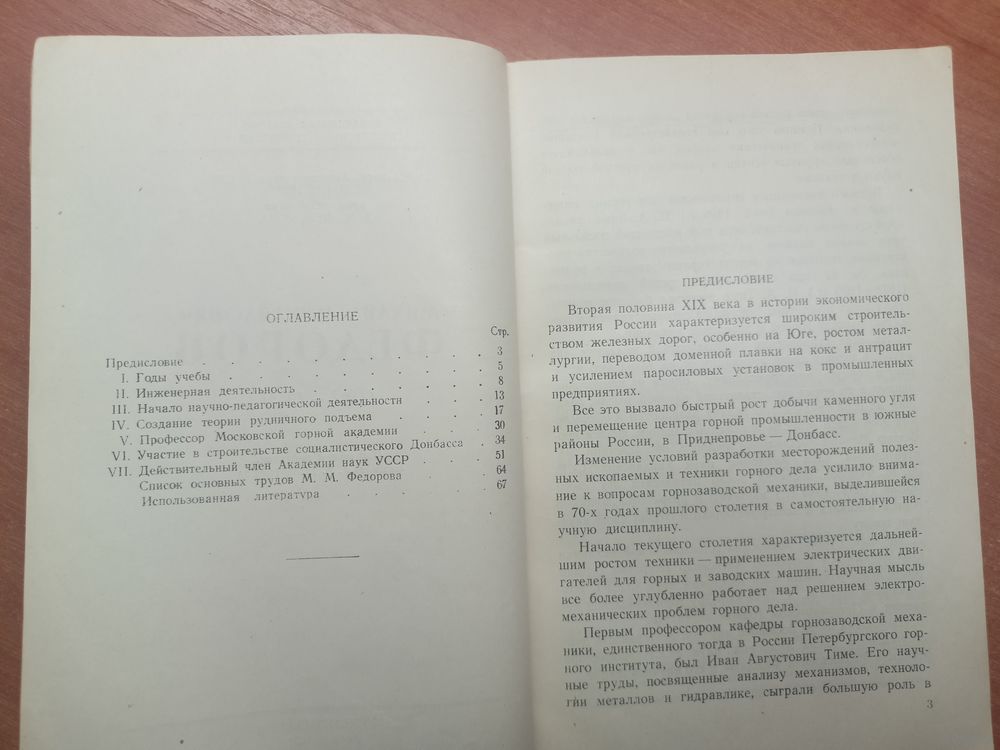 ОГЛАВЛЕНИЕ
Стр.
Предисловие . . . . . . . . . . 3
I. Годы учебы . . . . . . . . . 5
II. Инженерная деятельность . . . . . . 8
III. Начало научно-педагогической деятельности . . 13
IV. Создание теории рудничного подъема . . . . 17
V. Профессор Московской горной академии . . . 30
VI. Участие в строительстве социалистического Донбасса . 34
VII. Действительный член Академии наук УССР . . . 51
Список основных трудов М. М. Федорова . . . 64
Использованная литература . . . . . 67
ПРЕДИСЛОВИЕ
Вторая половина XIX века в истории экономического
развития России характеризуется широким строитель-
ством железных дорог, особенно на Юге, ростом метал-
лургии, переводом доменной плавки на кокс и антрацит
и усилением паросиловых установок в промышленных
предприятиях.
Все это вызвало быстрый рост добычи каменного угля
и перемещение центра горной промышленности в южные
районы России, в Приднепровье — Донбасс.
Изменение условий разработки месторождений полез-
ных ископаемых и техники горного дела усилило внима-
ние к вопросам горнозаводской механики, выделившейся
в 70-х годах прошлого столетия в самостоятельную на-
учную дисциплину.
Начало текущего столетия характеризуется дальней-
шим ростом техники — применением электрических дви-
гателей для горных и заводских машин. Научная мысль
все более углубленно работает над решением электро-
механических проблем горного дела.
Первым профессором кафедры горнозаводской меха-
ники, единственного тогда в России Петербургского гор-
ного института, был Иван Августович Тиме. Его науч-
ные труды, посвященные анализу механизмов, техноло-
гии металлов и гидравлике, сыграли большую роль в
3